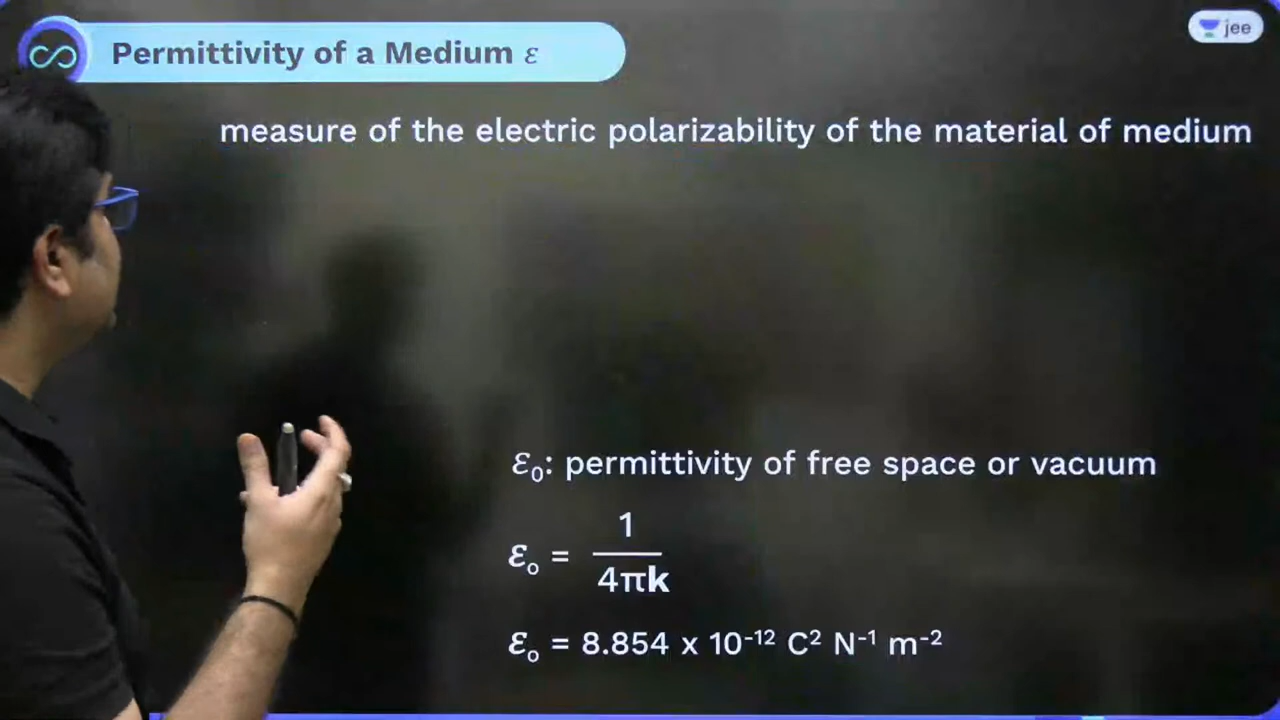 Permittivity of a Medium ε
jee
measure of the electric polarizability of the material of medium
ε₀: permittivity of free space or vacuum
εₒ = 1/4πk
εₒ = 8.854 x 10⁻¹² C² N⁻¹ m⁻²